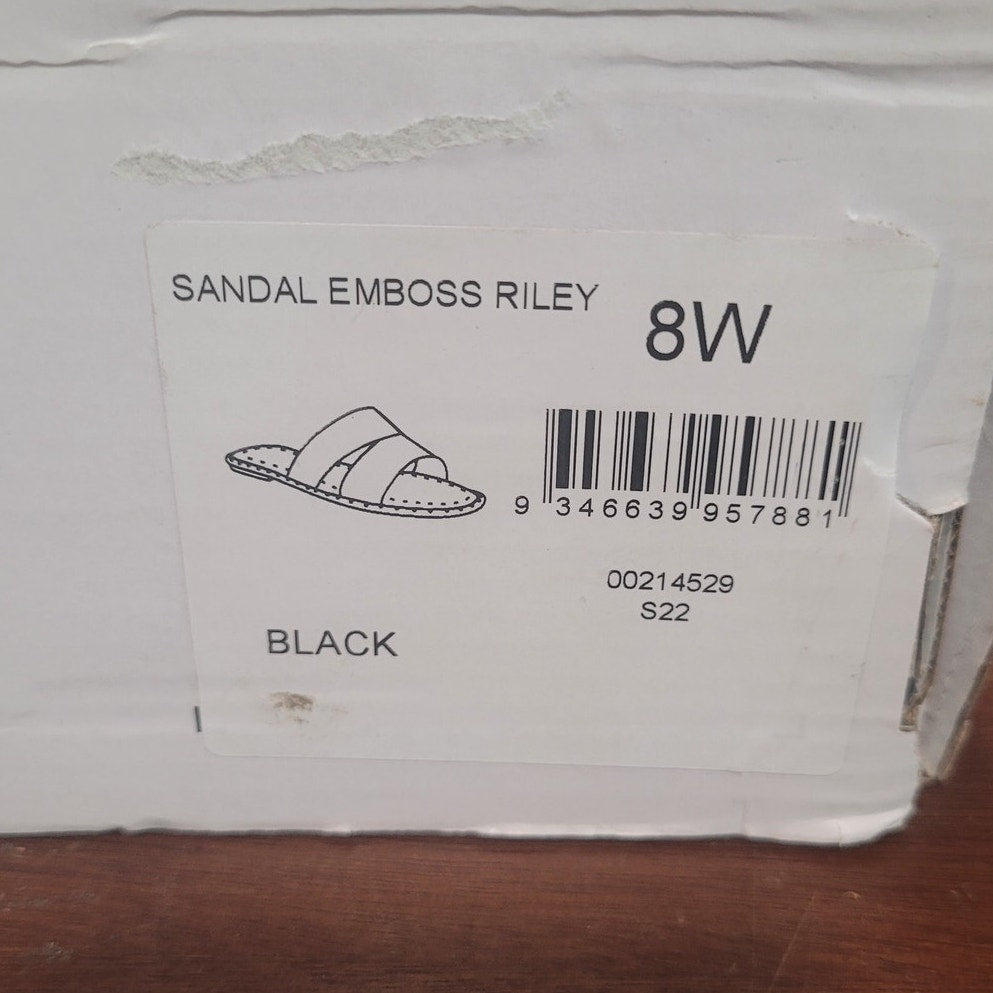 SANDAL EMBOSS RILEY
8W
9 346639 957881
00214529
S22
BLACK